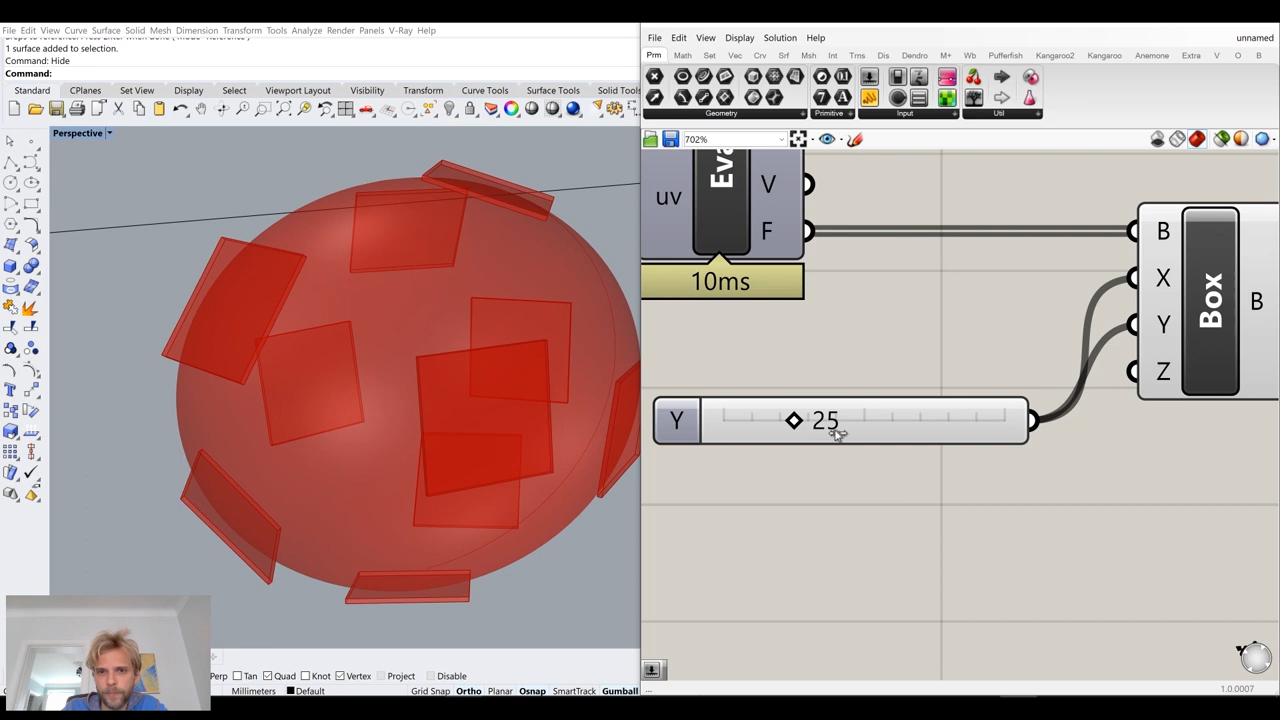 File Edit View Curve Surface Solid Mesh Dimension Transform Tools Analyze Render Panels V-Ray Help
1 surface added to selection.
Command: Hide
Command:
Standard CPlanes Set View Display Select Viewport Layout Visibility Transform Curve Tools Surface Tools Solid Tools
Perspective
Perp Tan Quad Knot Vertex Project Disable
Millimeters Default Grid Snap Ortho Planar Osnap SmartTrack Gumball
File Edit View Display Solution Help unnamed
Prm Math Set Vec Crv Srf Msh Int Trns Dis Dendro M+ Wb Pufferfish Kangaroo2 Kangaroo Anemone Extra V O B
Geometry Primitive Input Util
702%
uv
V
F
10ms
B
X
Y
Z
Box
B
Y
25
1.0.0007